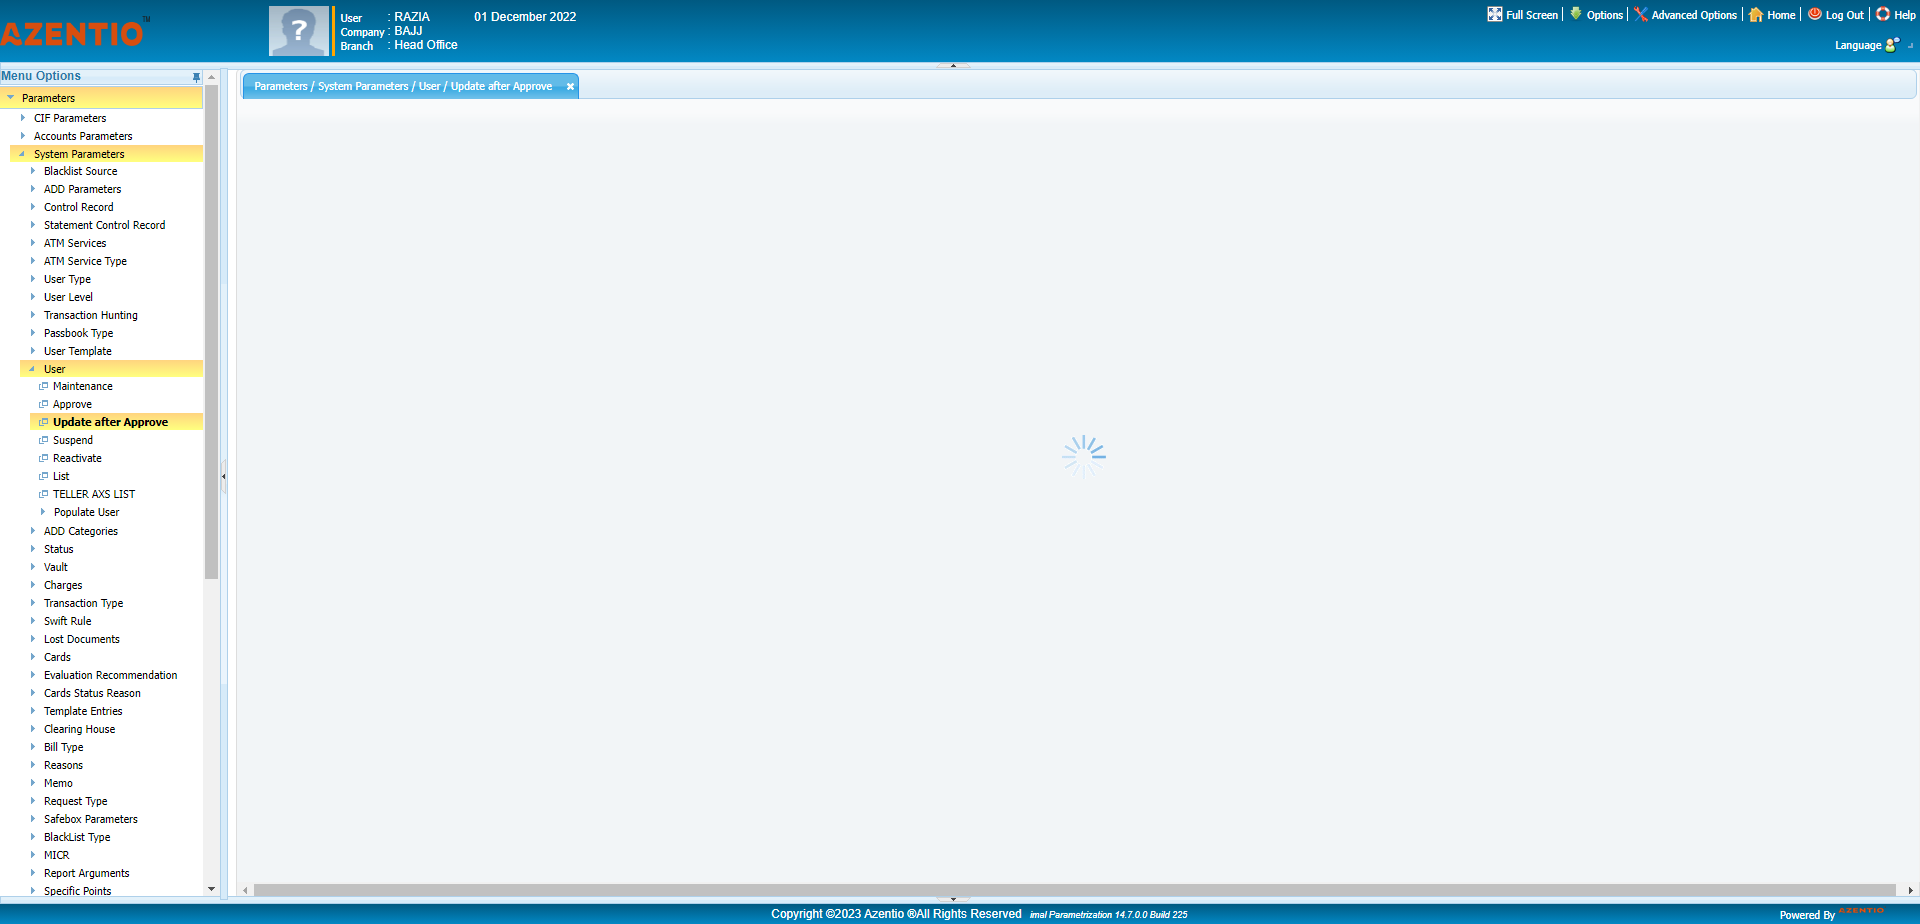 AZENTIO™
User : RAZIA 01 December 2022
Company : BAJJ
Branch : Head Office
Full Screen | Options | Advanced Options | Home | Log Out | Help
Language
Menu Options
Parameters / System Parameters / User / Update after Approve
Parameters
CIF Parameters
Accounts Parameters
System Parameters
Blacklist Source
ADD Parameters
Control Record
Statement Control Record
ATM Services
ATM Service Type
User Type
User Level
Transaction Hunting
Passbook Type
User Template
User
Maintenance
Approve
Update after Approve
Suspend
Reactivate
List
TELLER AXS LIST
Populate User
ADD Categories
Status
Vault
Charges
Transaction Type
Swift Rule
Lost Documents
Cards
Evaluation Recommendation
Cards Status Reason
Template Entries
Clearing House
Bill Type
Reasons
Memo
Request Type
Safebox Parameters
BlackList Type
MICR
Report Arguments
Specific Points
Copyright ©2023 Azentio ®All Rights Reserved imal Parametrization 14.7.0.0 Build 225
Powered By AZENTIO